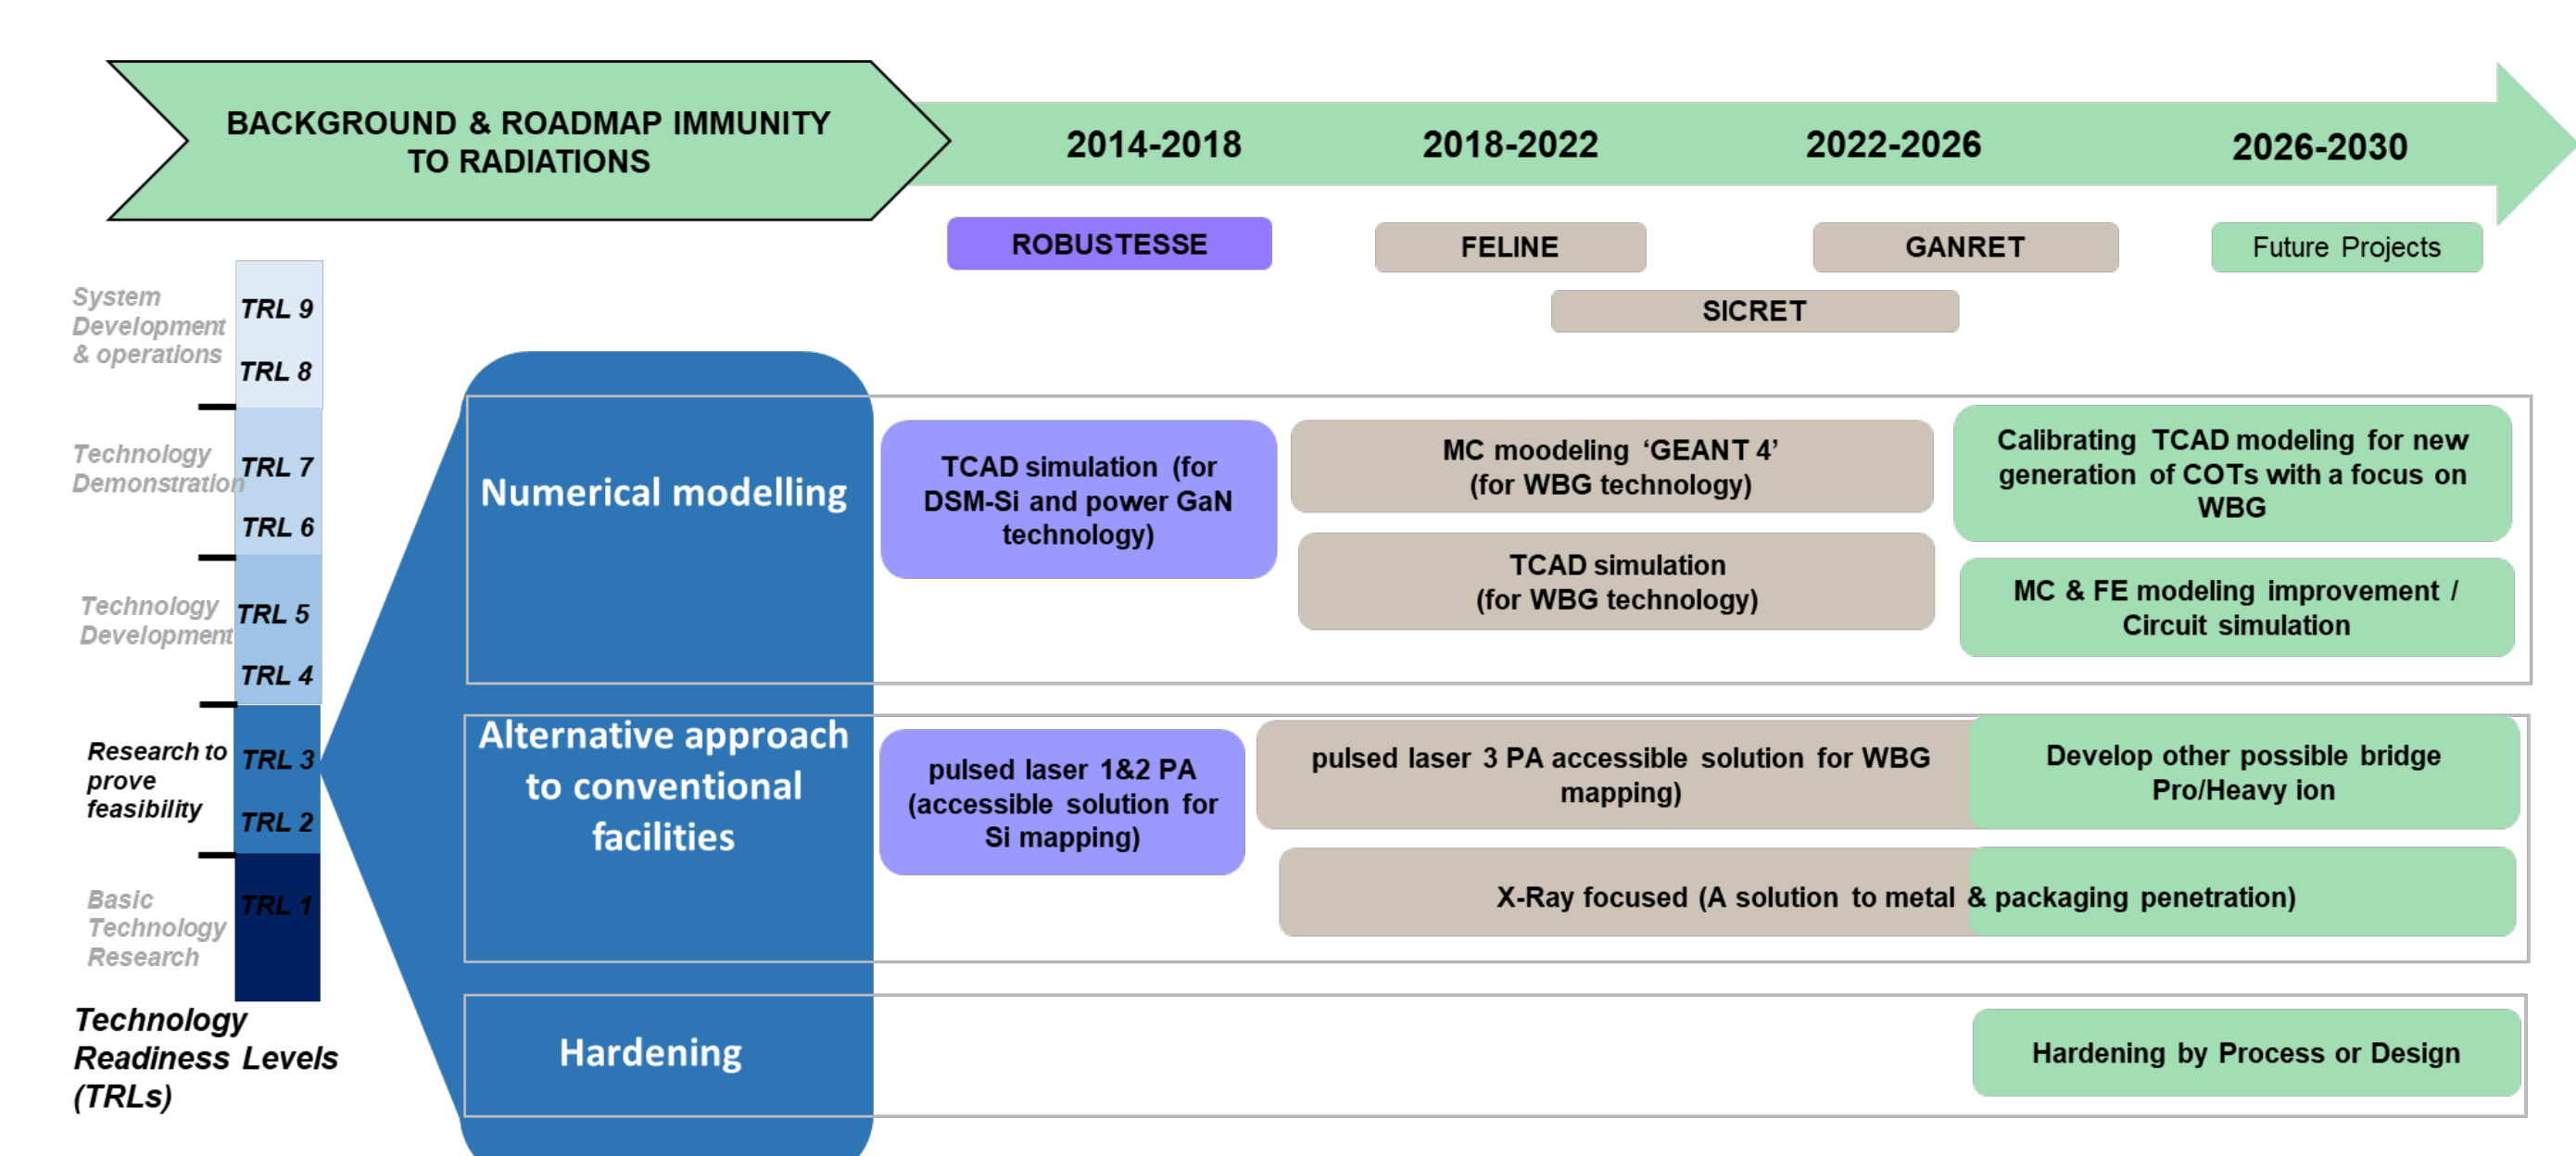 BACKGROUND & ROADMAP IMMUNITY
TO RADIATIONS
2014-2018
2018-2022
2022-2026
2026-2030
ROBUSTESSE
FELINE
GANRET
Future Projects
SICRET
System
Development
& operations
TRL 9
TRL 8
Technology
Demonstration
TRL 7
TRL 6
Technology
Development
TRL 5
TRL 4
Research to
prove
feasibility
TRL 3
TRL 2
Basic
Technology
Research
TRL 1
Technology
Readiness Levels
(TRLs)
Numerical modelling
TCAD simulation (for
DSM-Si and power GaN
technology)
MC moodeling ‘GEANT 4’
(for WBG technology)
TCAD simulation
(for WBG technology)
Calibrating TCAD modeling for new
generation of COTs with a focus on
WBG
MC & FE modeling improvement /
Circuit simulation
Alternative approach
to conventional
facilities
pulsed laser 1&2 PA
(accessible solution for
Si mapping)
pulsed laser 3 PA accessible solution for WBG
mapping)
Develop other possible bridge
Pro/Heavy ion
X-Ray focused (A solution to metal & packaging penetration)
Hardening
Hardening by Process or Design